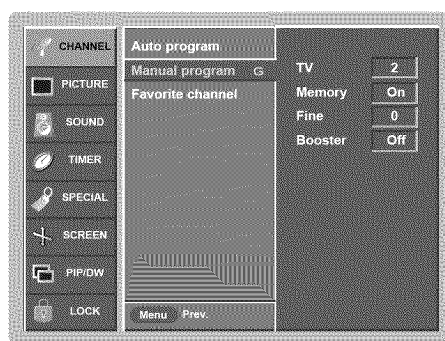 CHANNEL
PICTURE
SOUND
TIMER
SPECIAL
SCREEN
PIP/DW
LOCK
Auto program
Manual program G
Favorite channel
Menu Prev.
TV 2
Memory On
Fine 0
Booster Off